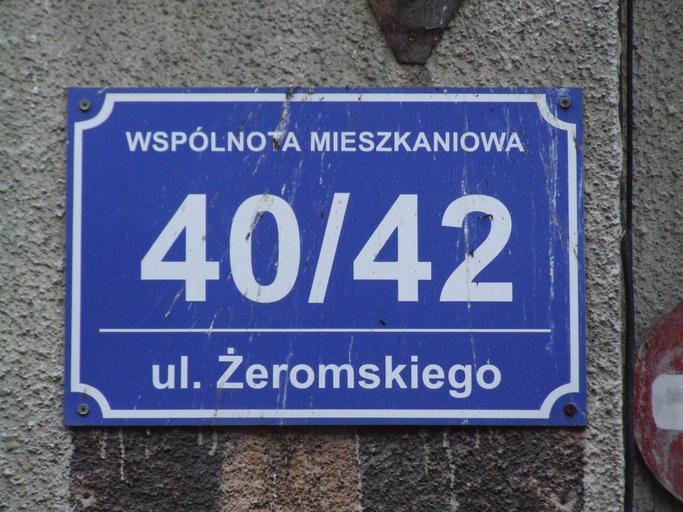 WSPÓLNOTA MIESZKANIOWA
40/42
ul. Żeromskiego